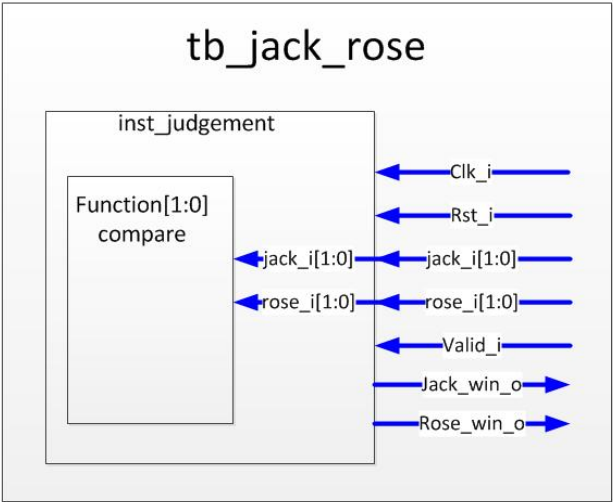 tb_jack_rose
inst_judgement
Function[1:0]
compare
Clk_i
Rst_i
jack_i[1:0]
jack_i[1:0]
rose_i[1:0]
rose_i[1:0]
Valid_i
Jack_win_o
Rose_win_o